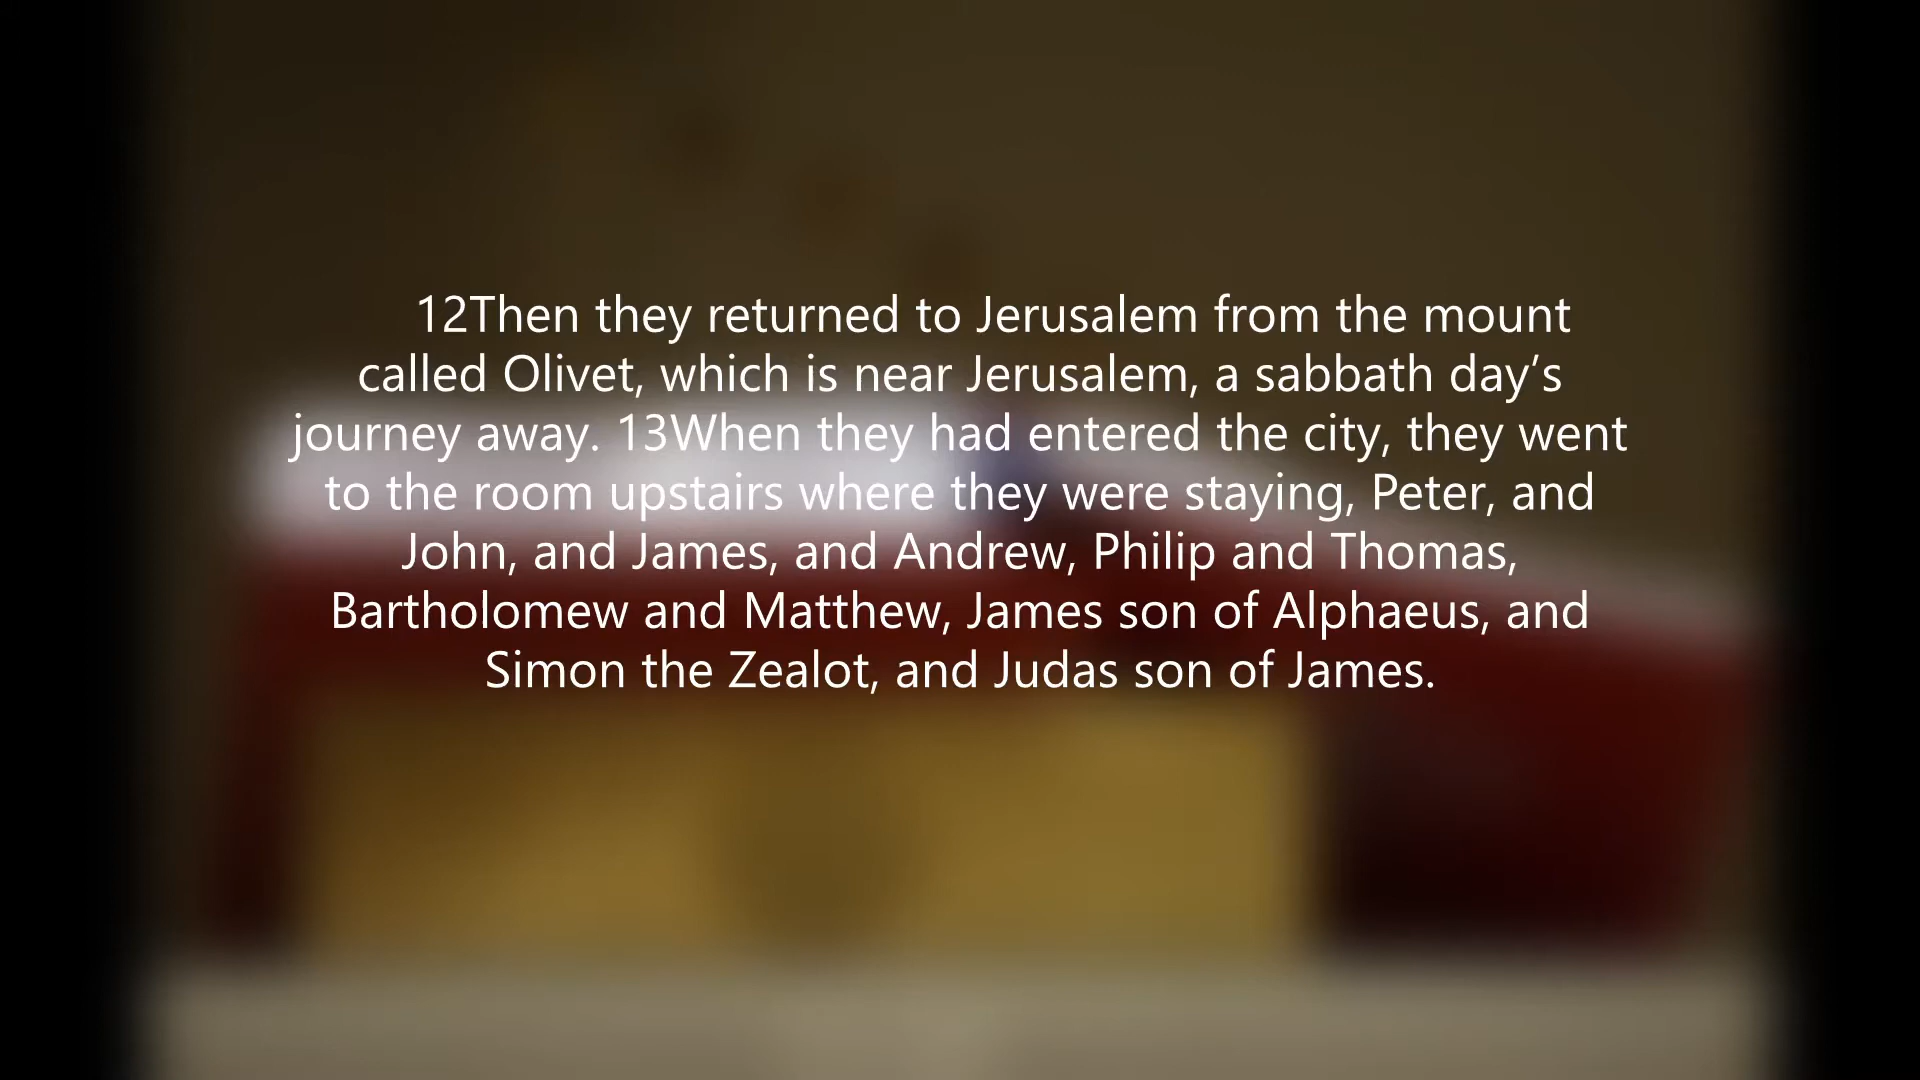 12Then they returned to Jerusalem from the mount
called Olivet, which is near Jerusalem, a sabbath day’s
journey away. 13When they had entered the city, they went
to the room upstairs where they were staying, Peter, and
John, and James, and Andrew, Philip and Thomas,
Bartholomew and Matthew, James son of Alphaeus, and
Simon the Zealot, and Judas son of James.